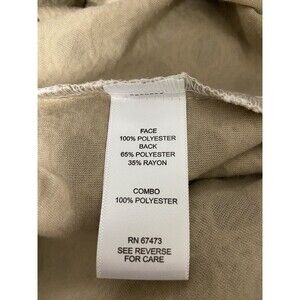 FACE
100% POLYESTER
BACK
65% POLYESTER
35% RAYON
COMBO
100% POLYESTER
RN 67473
SEE REVERSE
FOR CARE